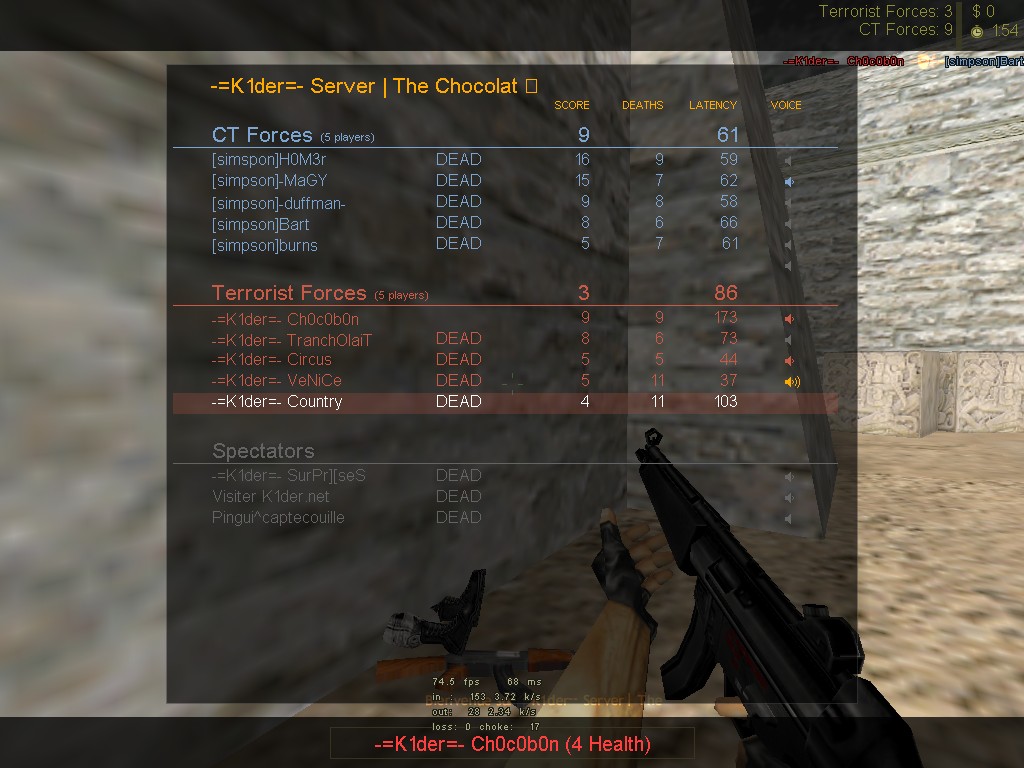 Terrorist Forces: 3 $ 0
CT Forces: 9 1:54
-=K1der=- Ch0c0b0n [simpson]Bart
-=K1der=- Server | The Chocolat
SCORE DEATHS LATENCY VOICE
CT Forces (5 players) 9 61
[simspon]H0M3r DEAD 16 9 59
[simpson]-MaGY DEAD 15 7 62
[simpson]-duffman- DEAD 9 8 58
[simpson]Bart DEAD 8 6 66
[simpson]burns DEAD 5 7 61
Terrorist Forces (5 players) 3 86
-=K1der=- Ch0c0b0n 9 9 173
-=K1der=- TranchOlaiT DEAD 8 6 73
-=K1der=- Circus DEAD 5 5 44
-=K1der=- VeNiCe DEAD 5 11 37
-=K1der=- Country DEAD 4 11 103
Spectators
-=K1der=- SurPr][seS DEAD
Visiter K1der.net DEAD
Pingui^captecouille DEAD
74.5 fps 68 ms
in : 153 3.72 k/s
out: 28 2.34 k/s
Server | The
loss: 0 choke: 17
-=K1der=- Ch0c0b0n (4 Health)